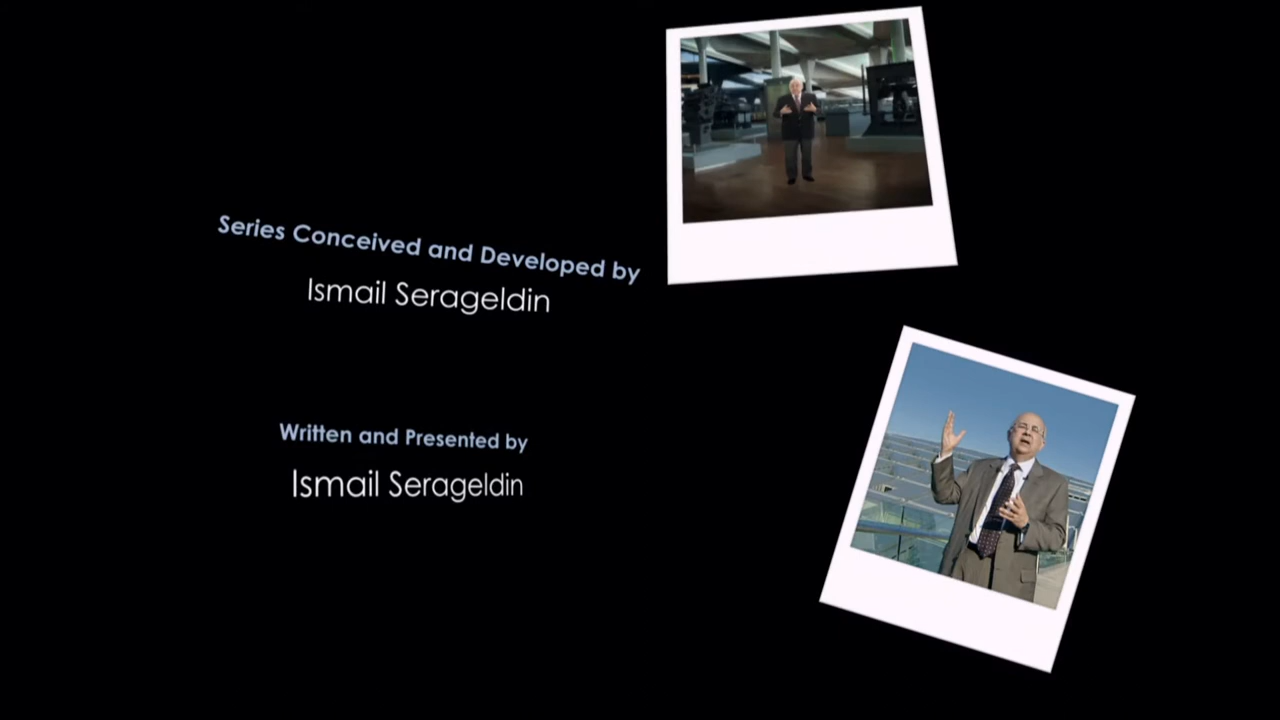 Series Conceived and Developed by
Ismail Serageldin
Written and Presented by
Ismail Serageldin